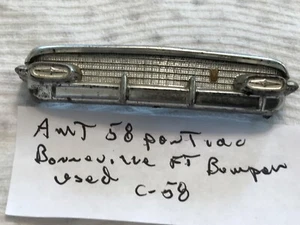 AMT 58 pontiac
Bonneville FT Bumper
used
C-58